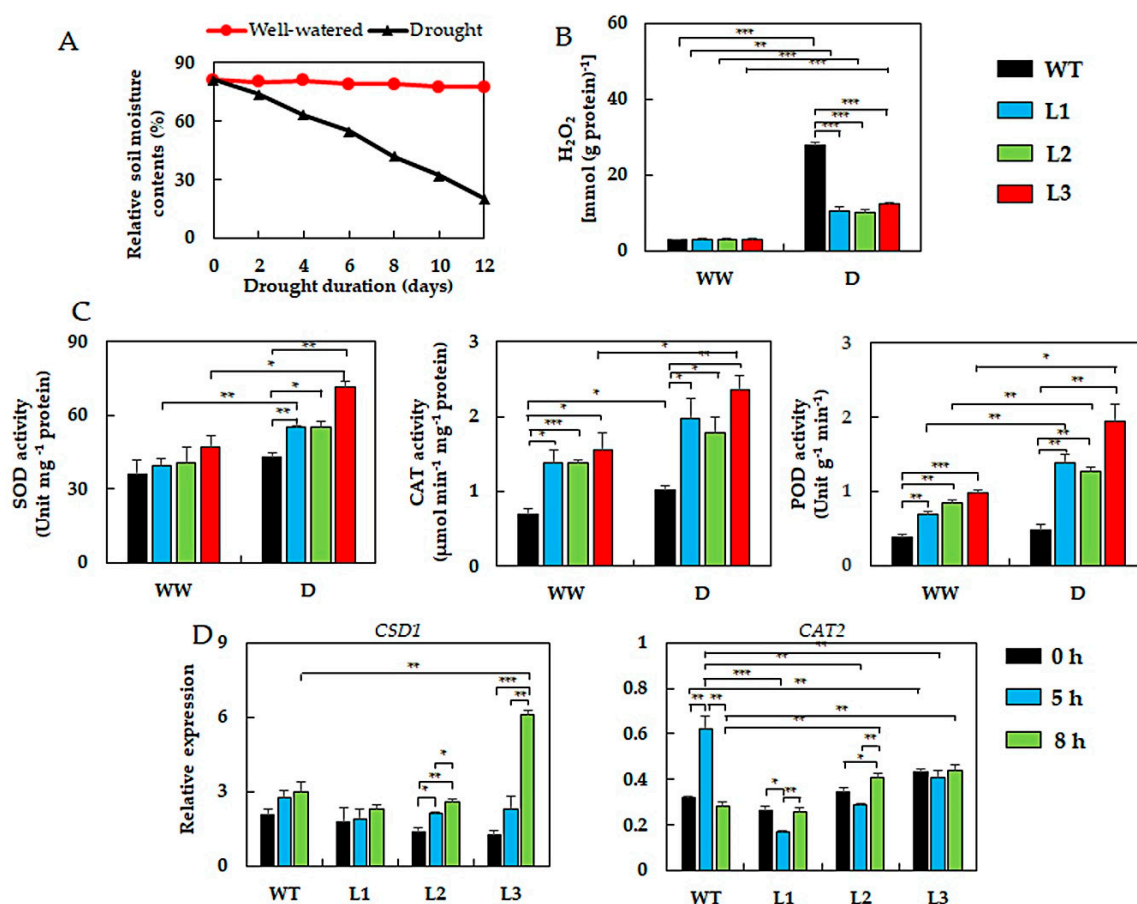 A
Well-watered
Drought
Relative soil moisture
contents (%)
90
60
30
0
0 2 4 6 8 10 12
Drought duration (days)
B
H₂O₂
[mmol (g protein)⁻¹]
60
40
20
0
***
**
***
***
***
***
***
WW D
WT
L1
L2
L3
C
SOD activity
(Unit mg ⁻¹ protein)
90
60
30
0
**
*
*
**
**
WW D
CAT activity
(μmol min⁻¹ mg⁻¹ protein)
3
2
1
0
*
**
*
*
*
*
***
*
WW D
POD activity
(Unit g⁻¹ min⁻¹)
3
2
1
0
*
**
**
**
**
**
***
**
**
WW D
D
CSD1
Relative expression
9
6
3
0
**
***
**
*
**
*
WT L1 L2 L3
CAT2
1
0.8
0.6
0.4
0.2
0
**
**
***
**
** **
**
**
**
*
*
**
WT L1 L2 L3
0 h
5 h
8 h